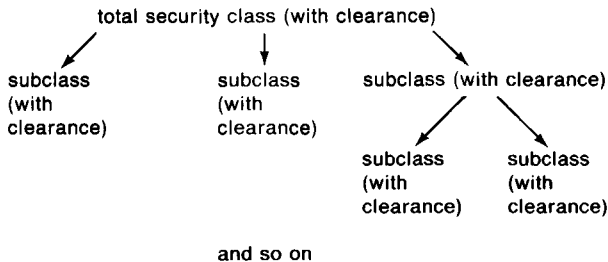 total security class (with clearance)
subclass
(with
clearance)
subclass
(with
clearance)
subclass (with clearance)
subclass
(with
clearance)
subclass
(with
clearance)
and so on